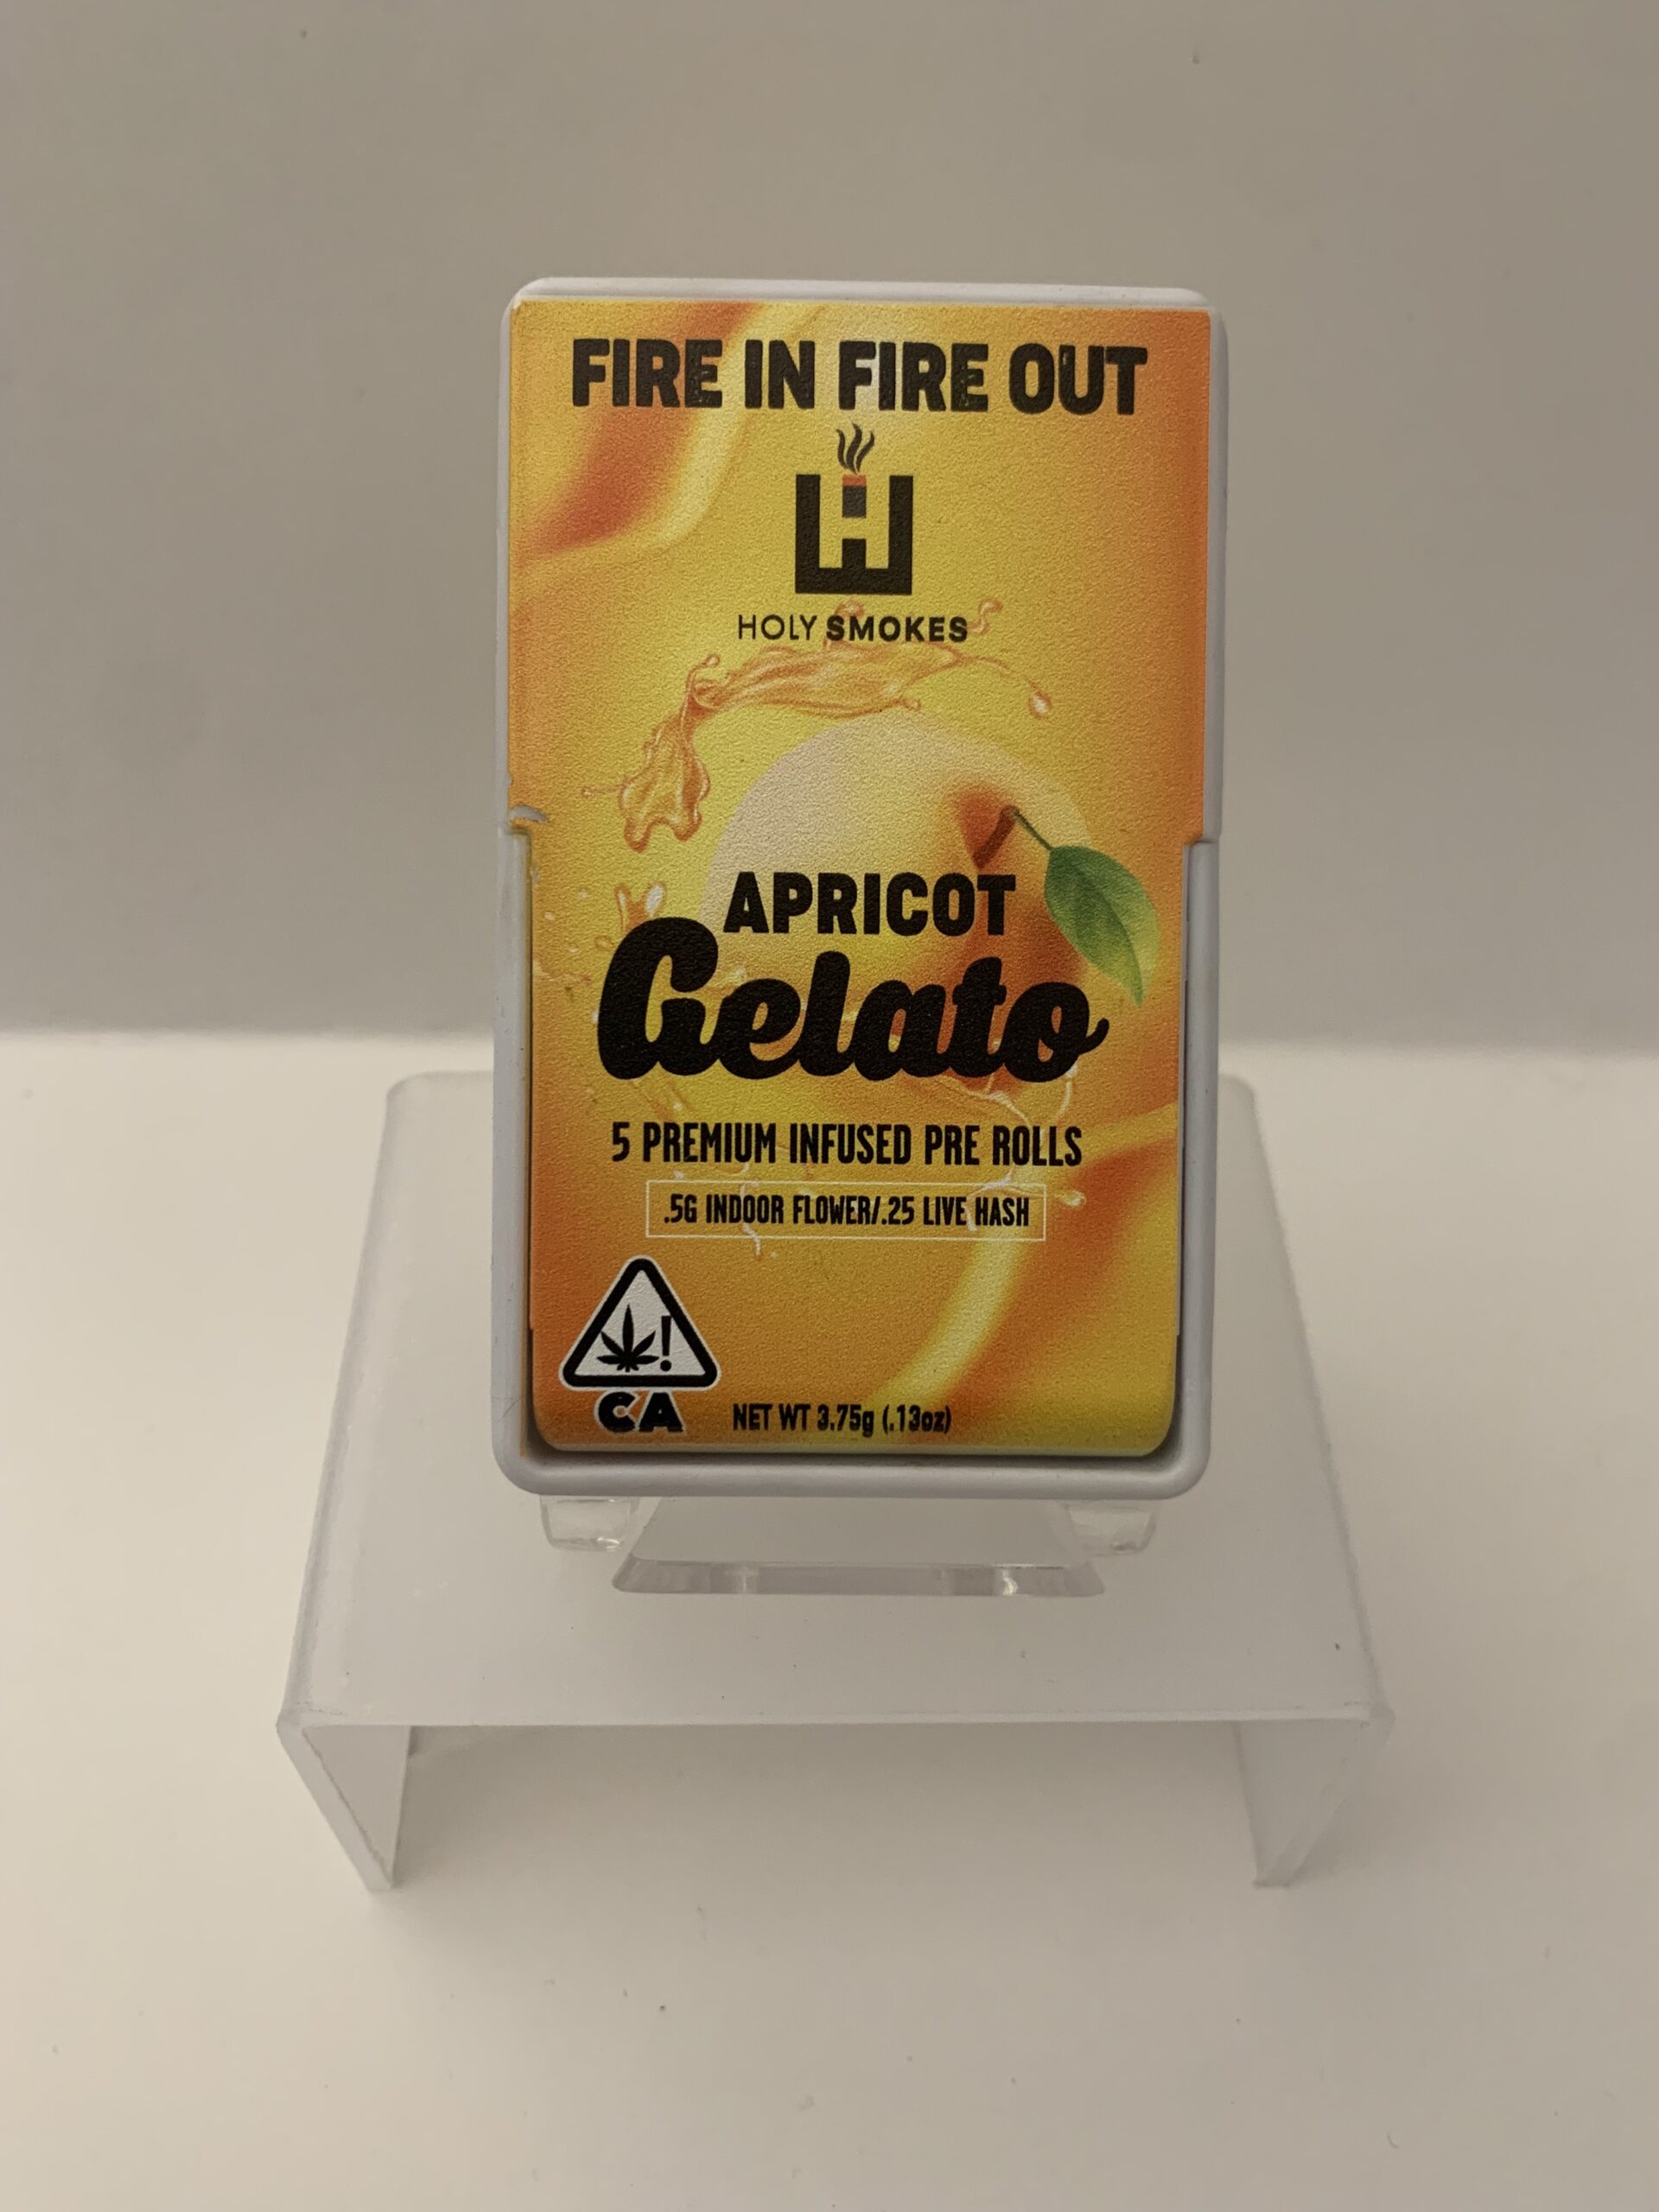 FIRE IN FIRE OUT
H
HOLY SMOKES
APRICOT
Gelato
5 PREMIUM INFUSED PRE ROLLS
.5G INDOOR FLOWER/.25 LIVE HASH
!
CA
NET WT 3.75g (.13oz)